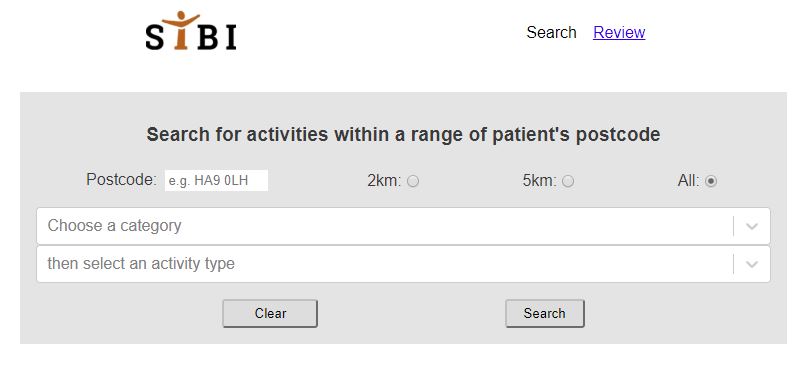 SIBI
Search Review
Search for activities within a range of patient's postcode
Postcode: e.g. HA9 0LH 2km: 5km: All:
Choose a category
then select an activity type
Clear Search